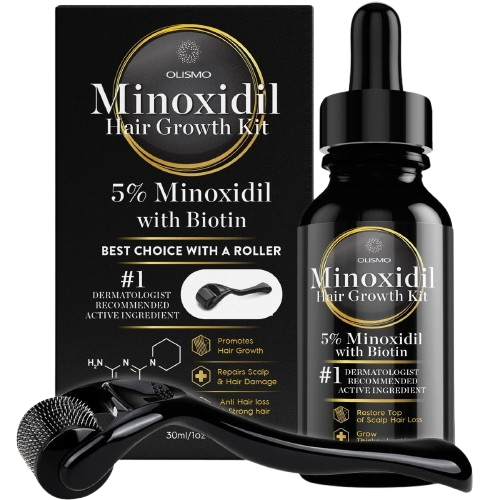 OLISMO
Minoxidil
Hair Growth Kit
5% Minoxidil
with Biotin
BEST CHOICE WITH A ROLLER
#1
DERMATOLOGIST
RECOMMENDED
ACTIVE INGREDIENT
H₂N
N
N
Promotes
Hair Growth
Repairs Scalp
& Hair Damage
Anti Hair loss
Strong hair
30ml/1
OLISMO
Minoxidil
Hair Growth Kit
5% Minoxidil
with Biotin
#1 DERMATOLOGIST
RECOMMENDED
ACTIVE INGREDIENT
Restore Top
of Scalp Hair Loss
Grow